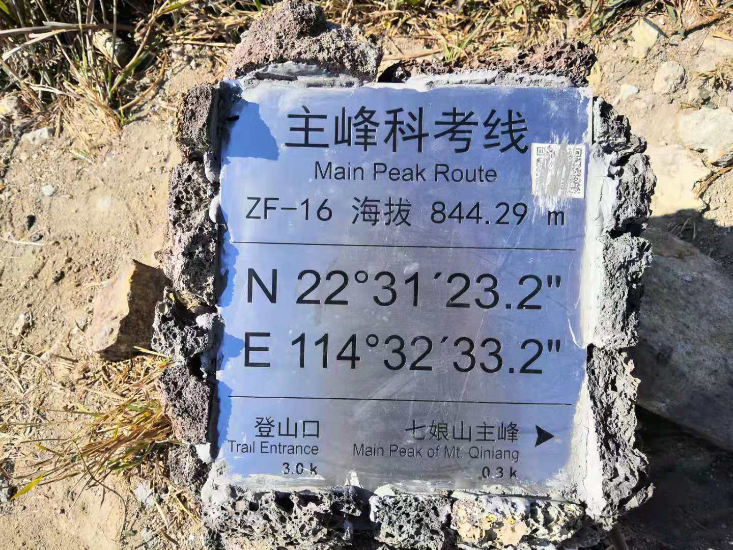 主峰科考线
Main Peak Route
ZF-16 海拔 844.29 m
N 22°31′23.2"
E 114°32′33.2"
登山口
Trail Entrance
3.0 k
七娘山主峰
Main Peak of Mt. Qiniang
0.3 k